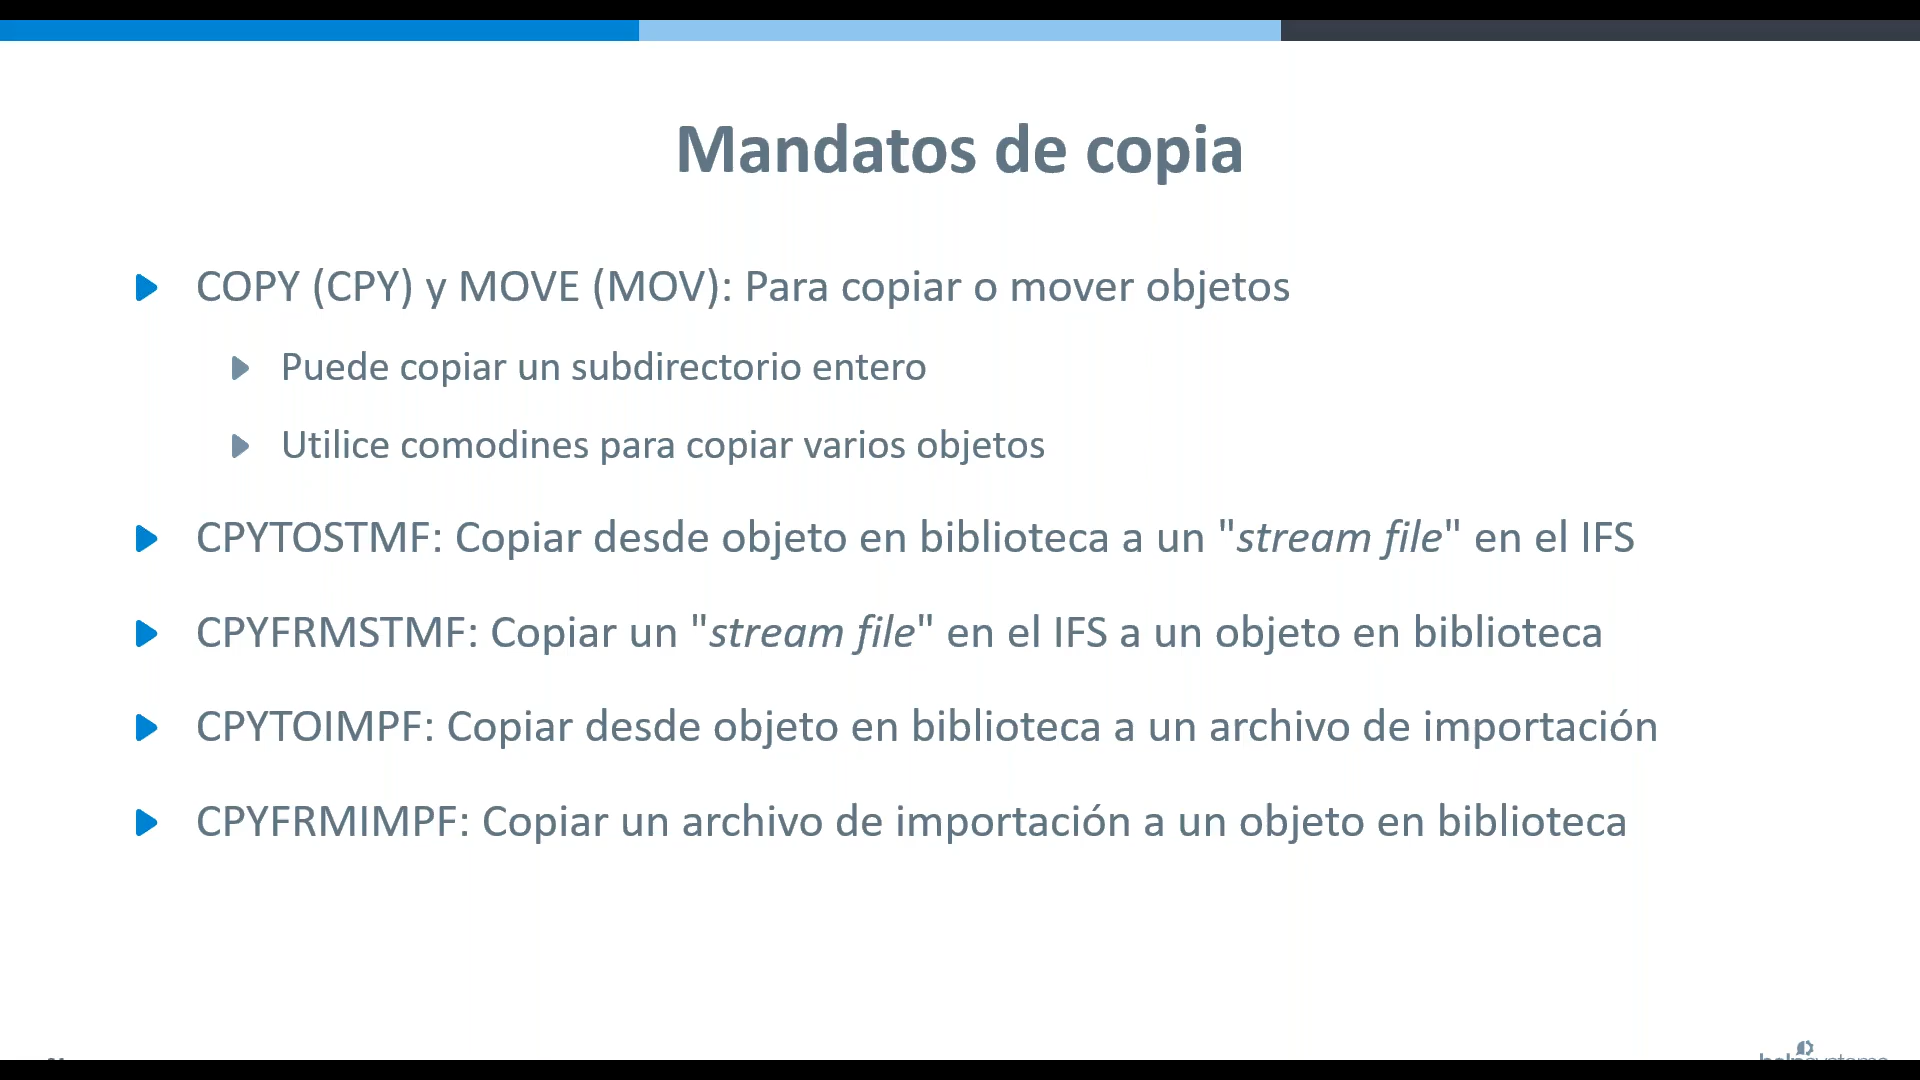 Mandatos de copia
COPY (CPY) y MOVE (MOV): Para copiar o mover objetos
Puede copiar un subdirectorio entero
Utilice comodines para copiar varios objetos
CPYTOSTMF: Copiar desde objeto en biblioteca a un "stream file" en el IFS
CPYFRMSTMF: Copiar un "stream file" en el IFS a un objeto en biblioteca
CPYTOIMPF: Copiar desde objeto en biblioteca a un archivo de importación
CPYFRMIMPF: Copiar un archivo de importación a un objeto en biblioteca